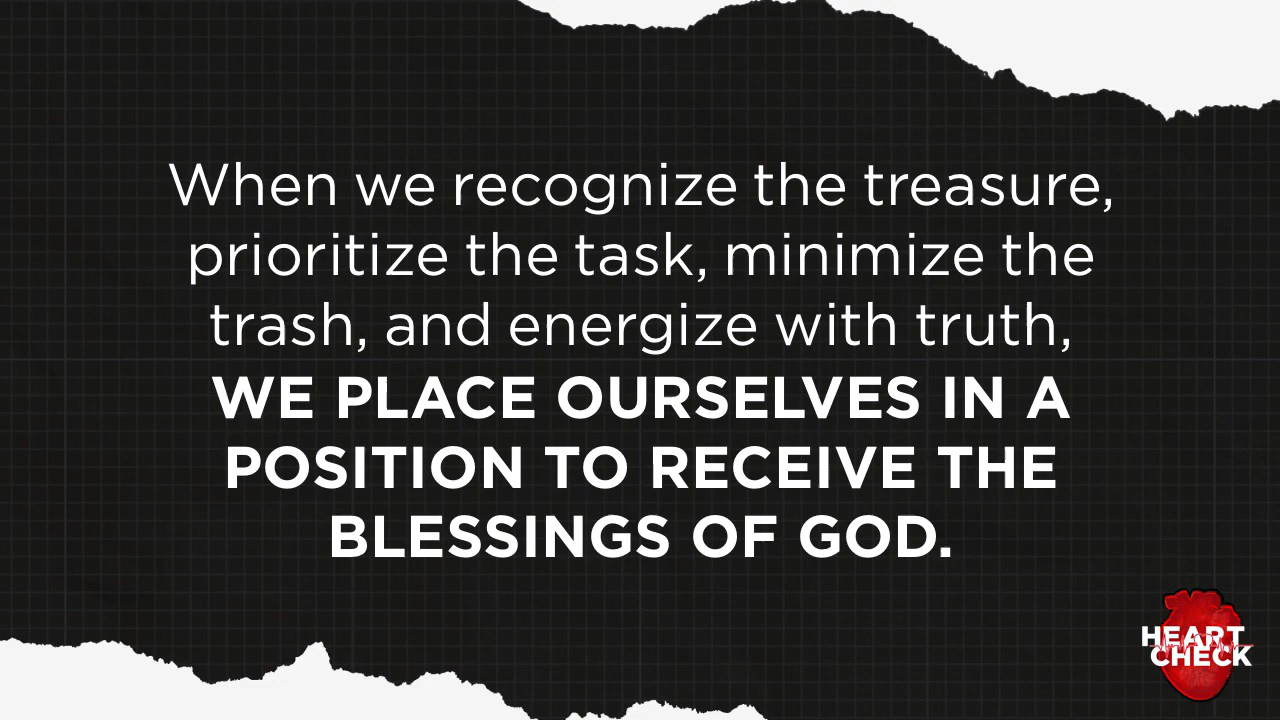 When we recognize the treasure,
prioritize the task, minimize the
trash, and energize with truth,
WE PLACE OURSELVES IN A
POSITION TO RECEIVE THE
BLESSINGS OF GOD.
HEART
CHECK